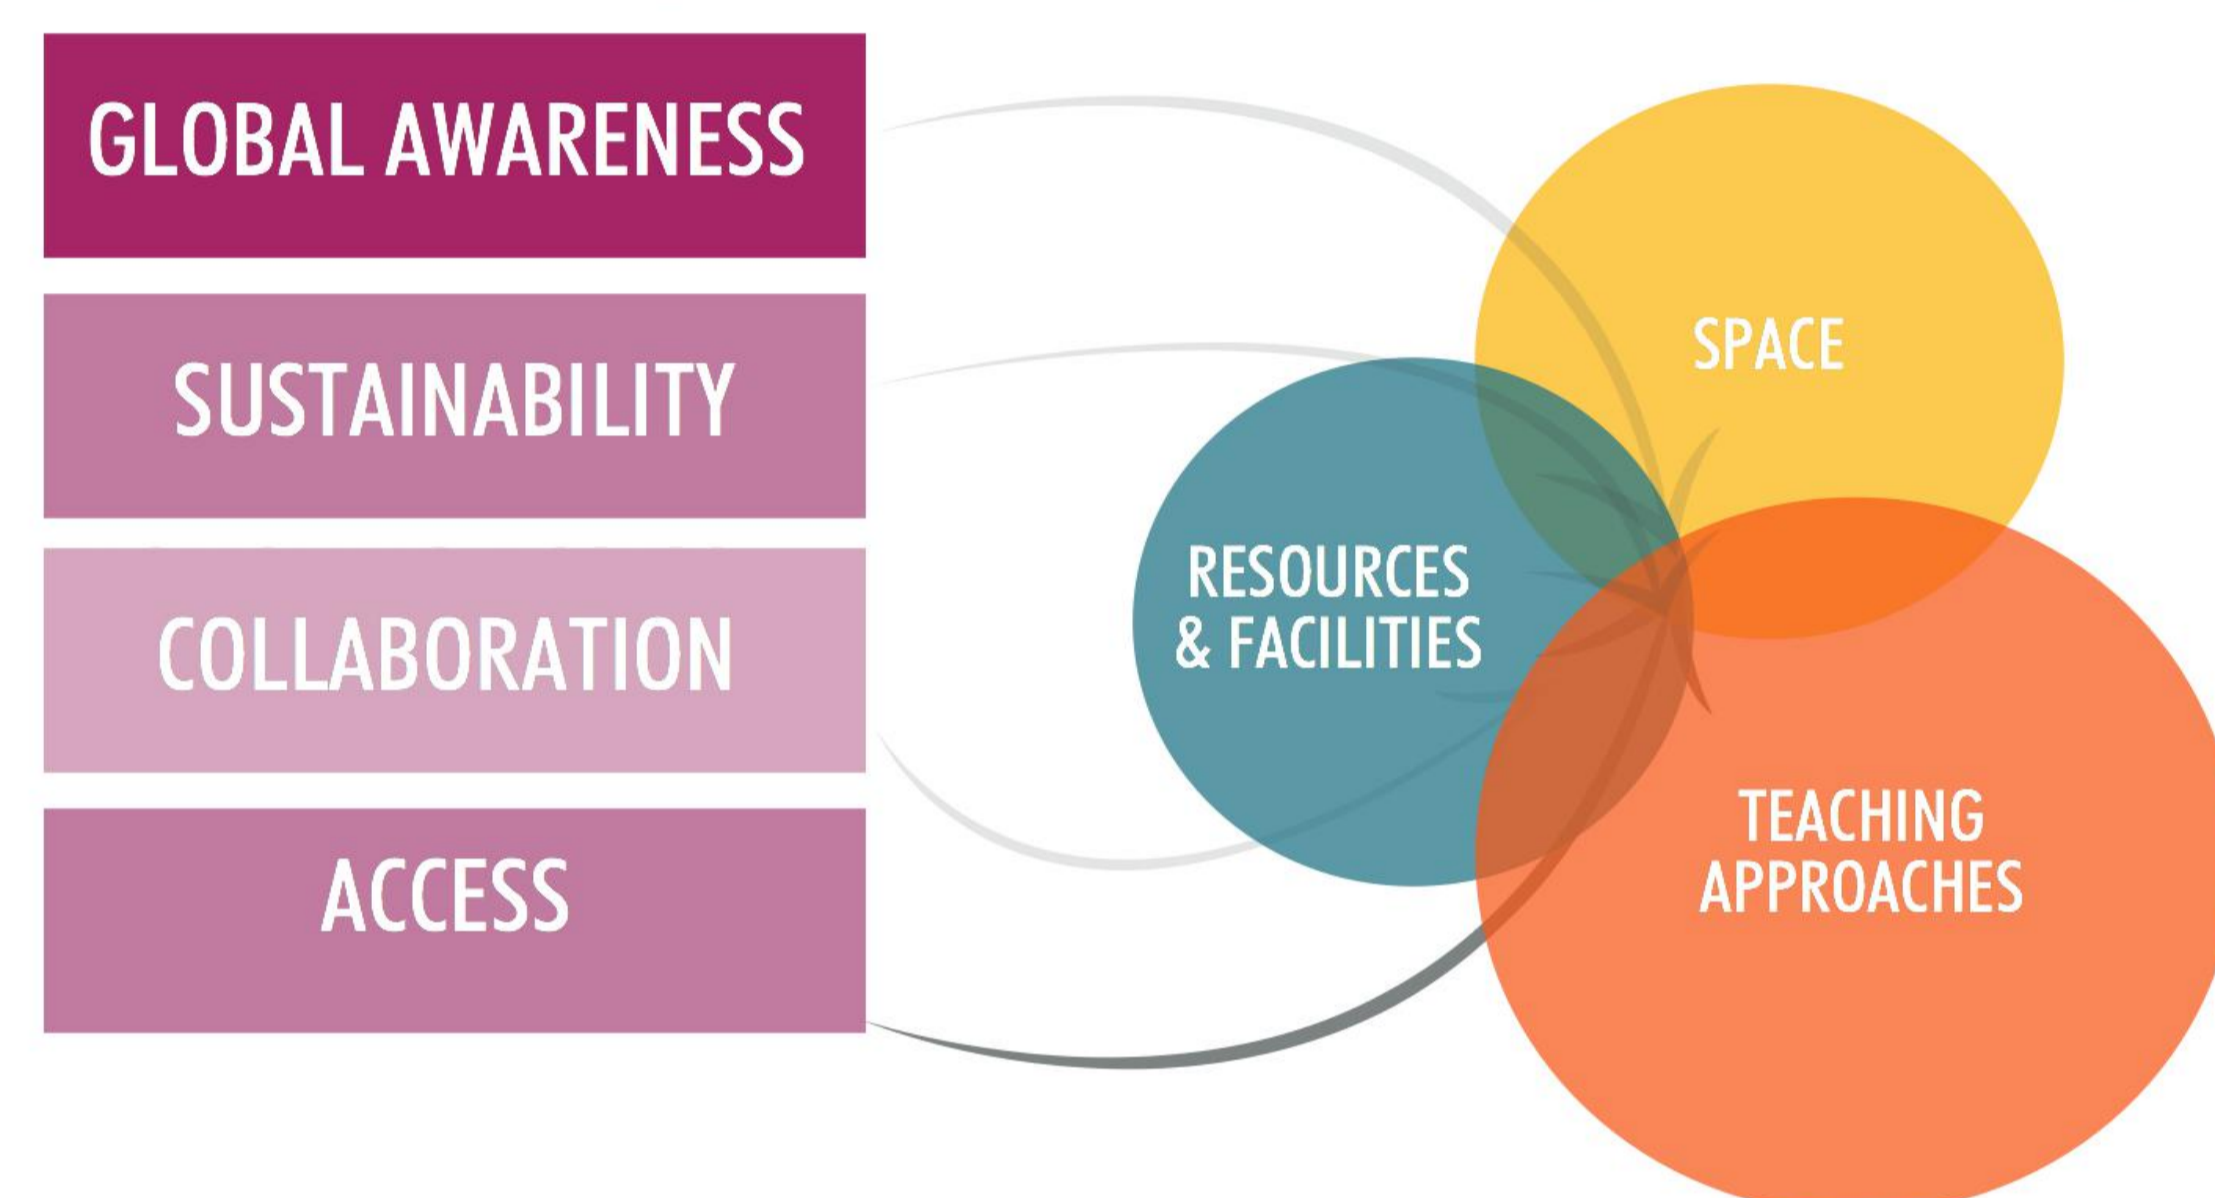 GLOBAL AWARENESS
SUSTAINABILITY
COLLABORATION
ACCESS
SPACE
RESOURCES
& FACILITIES
TEACHING
APPROACHES